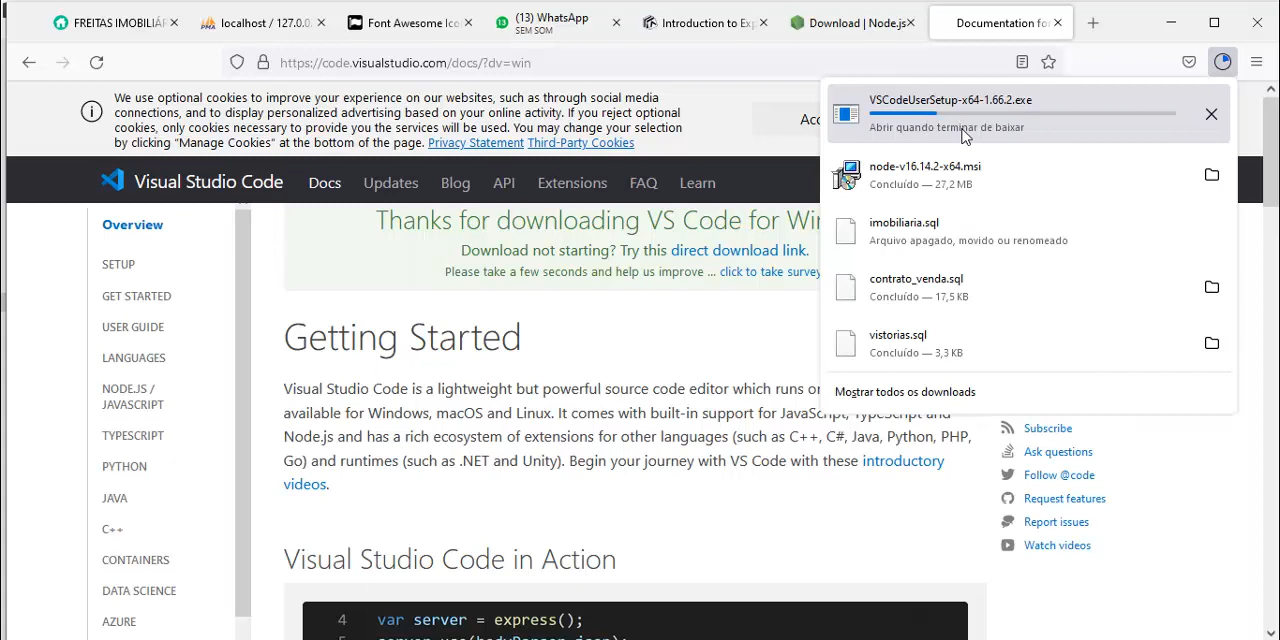 FREITAS IMOBILIÁR
localhost / 127.0.0.
Font Awesome Ico
(13) WhatsApp
SEM SOM
Introduction to Exp
Download | Node.js
Documentation for
https://code.visualstudio.com/docs/?dv=win
We use optional cookies to improve your experience on our websites, such as through social media
connections, and to display personalized advertising based on your online activity. If you reject optional
cookies, only cookies necessary to provide you the services will be used. You may change your selection
by clicking "Manage Cookies" at the bottom of the page. Privacy Statement Third-Party Cookies
Acc
Visual Studio Code
Docs
Updates
Blog
API
Extensions
FAQ
Learn
VSCodeUserSetup-x64-1.66.2.exe
Abrir quando terminar de baixar
node-v16.14.2-x64.msi
Concluído — 27,2 MB
imobiliaria.sql
Arquivo apagado, movido ou renomeado
contrato_venda.sql
Concluído — 17,5 KB
vistorias.sql
Concluído — 3,3 KB
Mostrar todos os downloads
Overview
SETUP
GET STARTED
USER GUIDE
LANGUAGES
NODE.JS /
JAVASCRIPT
TYPESCRIPT
PYTHON
JAVA
C++
CONTAINERS
DATA SCIENCE
AZURE
Thanks for downloading VS Code for Win
Download not starting? Try this direct download link.
Please take a few seconds and help us improve ... click to take survey
Getting Started
Visual Studio Code is a lightweight but powerful source code editor which runs o
available for Windows, macOS and Linux. It comes with built-in support for JavaScript, TypeScript and
Node.js and has a rich ecosystem of extensions for other languages (such as C++, C#, Java, Python, PHP,
Go) and runtimes (such as .NET and Unity). Begin your journey with VS Code with these introductory
videos.
Visual Studio Code in Action
4 var server = express();
Subscribe
Ask questions
Follow @code
Request features
Report issues
Watch videos